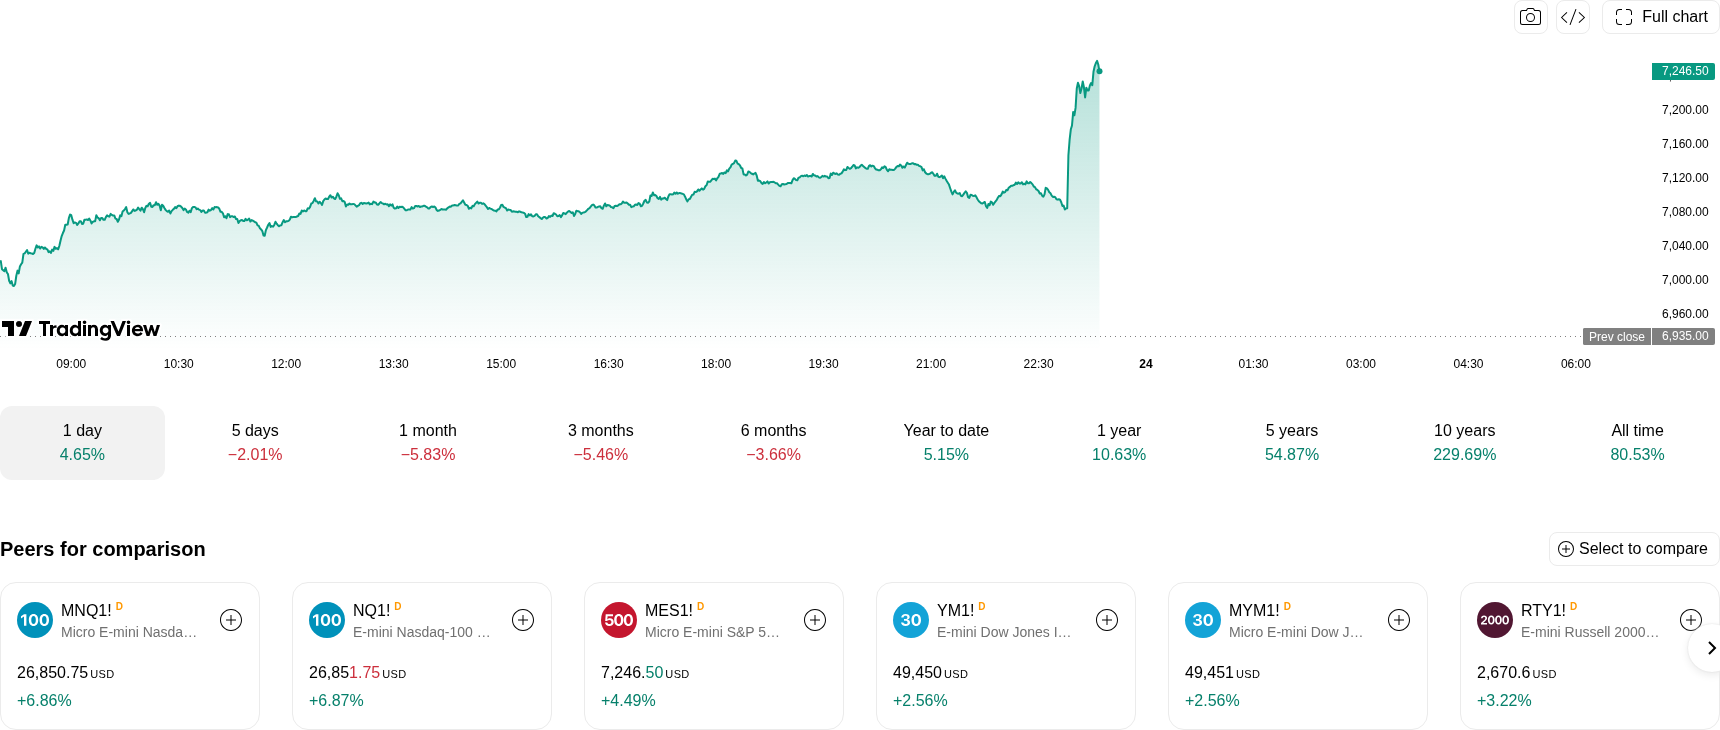 Full chart
7,246.50
7,200.00
7,160.00
7,120.00
7,080.00
7,040.00
7,000.00
6,960.00
TradingView
Prev close 6,935.00
09:00 10:30 12:00 13:30 15:00 16:30 18:00 19:30 21:00 22:30 24 01:30 03:00 04:30 06:00
1 day 5 days 1 month 3 months 6 months Year to date 1 year 5 years 10 years All time
4.65% −2.01% −5.83% −5.46% −3.66% 5.15% 10.63% 54.87% 229.69% 80.53%
Peers for comparison
Select to compare
100 MNQ1! D
Micro E-mini Nasda…
26,850.75 USD
+6.86%
100 NQ1! D
E-mini Nasdaq-100 …
26,851.75 USD
+6.87%
500 MES1! D
Micro E-mini S&P 5…
7,246.50 USD
+4.49%
30 YM1! D
E-mini Dow Jones I…
49,450 USD
+2.56%
30 MYM1! D
Micro E-mini Dow J…
49,451 USD
+2.56%
2000 RTY1! D
E-mini Russell 2000…
2,670.6 USD
+3.22%